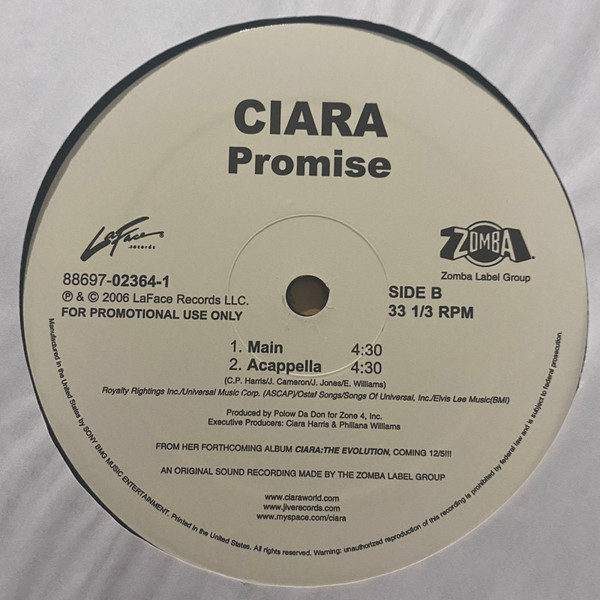 CIARA
Promise
LaFace
records
ZOMBA
Zomba Label Group
88697-02364-1
℗ & © 2006 LaFace Records LLC.
FOR PROMOTIONAL USE ONLY
SIDE B
33 1/3 RPM
1. Main 4:30
2. Acappella 4:30
(C.P. Harris/J. Cameron/J. Jones/E. Williams)
Royalty Rightings Inc./Universal Music Corp. (ASCAP)/Ostaf Songs/Songs Of Universal, Inc./Elvis Lee Music(BMI)
Produced by Polow Da Don for Zone 4, Inc.
Executive Producers: Ciara Harris & Phillana Williams
FROM HER FORTHCOMING ALBUM CIARA:THE EVOLUTION, COMING 12/5!!!
AN ORIGINAL SOUND RECORDING MADE BY THE ZOMBA LABEL GROUP
www.ciaraworld.com
www.jiverecords.com
www.myspace.com/ciara
Manufactured in the United States by SONY BMG MUSIC ENTERTAINMENT. Printed in the United States. All rights reserved. Warning: unauthorized reproduction of this recording is prohibited by federal law and is subject to federal prosecution